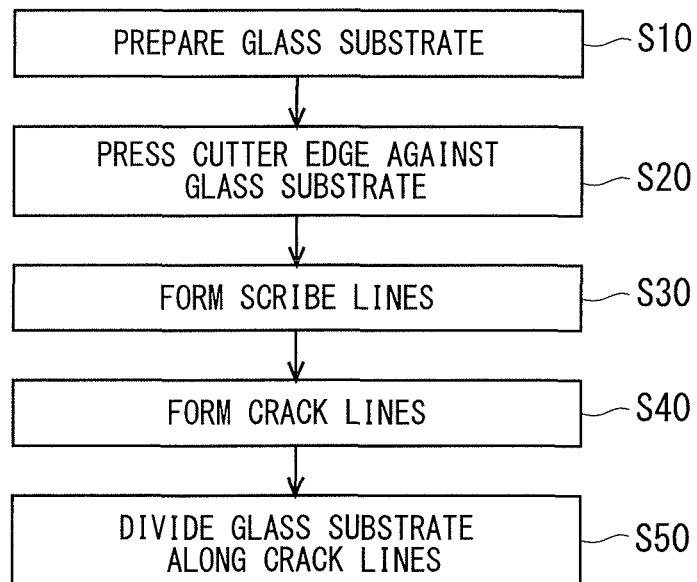 PREPARE GLASS SUBSTRATE
S10
PRESS CUTTER EDGE AGAINST
GLASS SUBSTRATE
S20
FORM SCRIBE LINES
S30
FORM CRACK LINES
S40
DIVIDE GLASS SUBSTRATE
ALONG CRACK LINES
S50